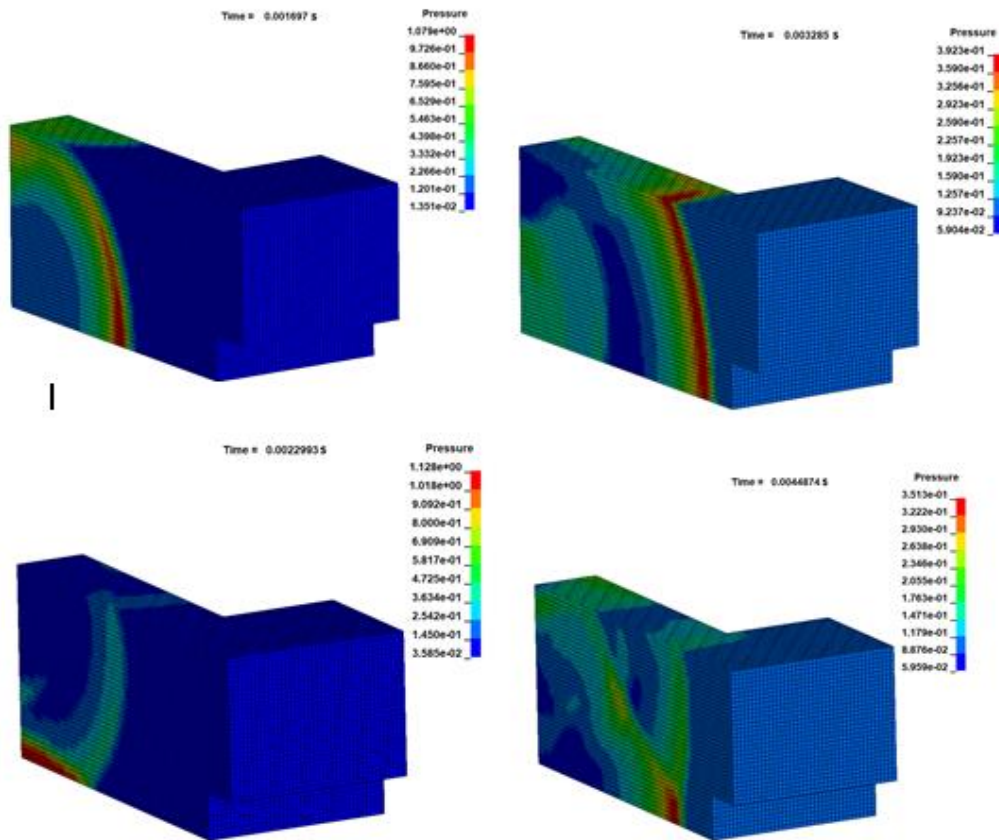 Time = 0.001697 S
Pressure
1.079e+00
9.726e-01
8.660e-01
7.595e-01
6.529e-01
5.463e-01
4.398e-01
3.332e-01
2.266e-01
1.201e-01
1.351e-02
Time = 0.003285 S
Pressure
3.923e-01
3.590e-01
3.256e-01
2.923e-01
2.590e-01
2.257e-01
1.923e-01
1.590e-01
1.257e-01
9.237e-02
5.904e-02
I
Time = 0.0022993 S
Pressure
1.128e+00
1.018e+00
9.092e-01
8.000e-01
6.909e-01
5.817e-01
4.725e-01
3.634e-01
2.542e-01
1.450e-01
3.585e-02
Time = 0.0044874 S
Pressure
3.513e-01
3.222e-01
2.930e-01
2.638e-01
2.346e-01
2.055e-01
1.763e-01
1.471e-01
1.179e-01
8.876e-02
5.959e-02